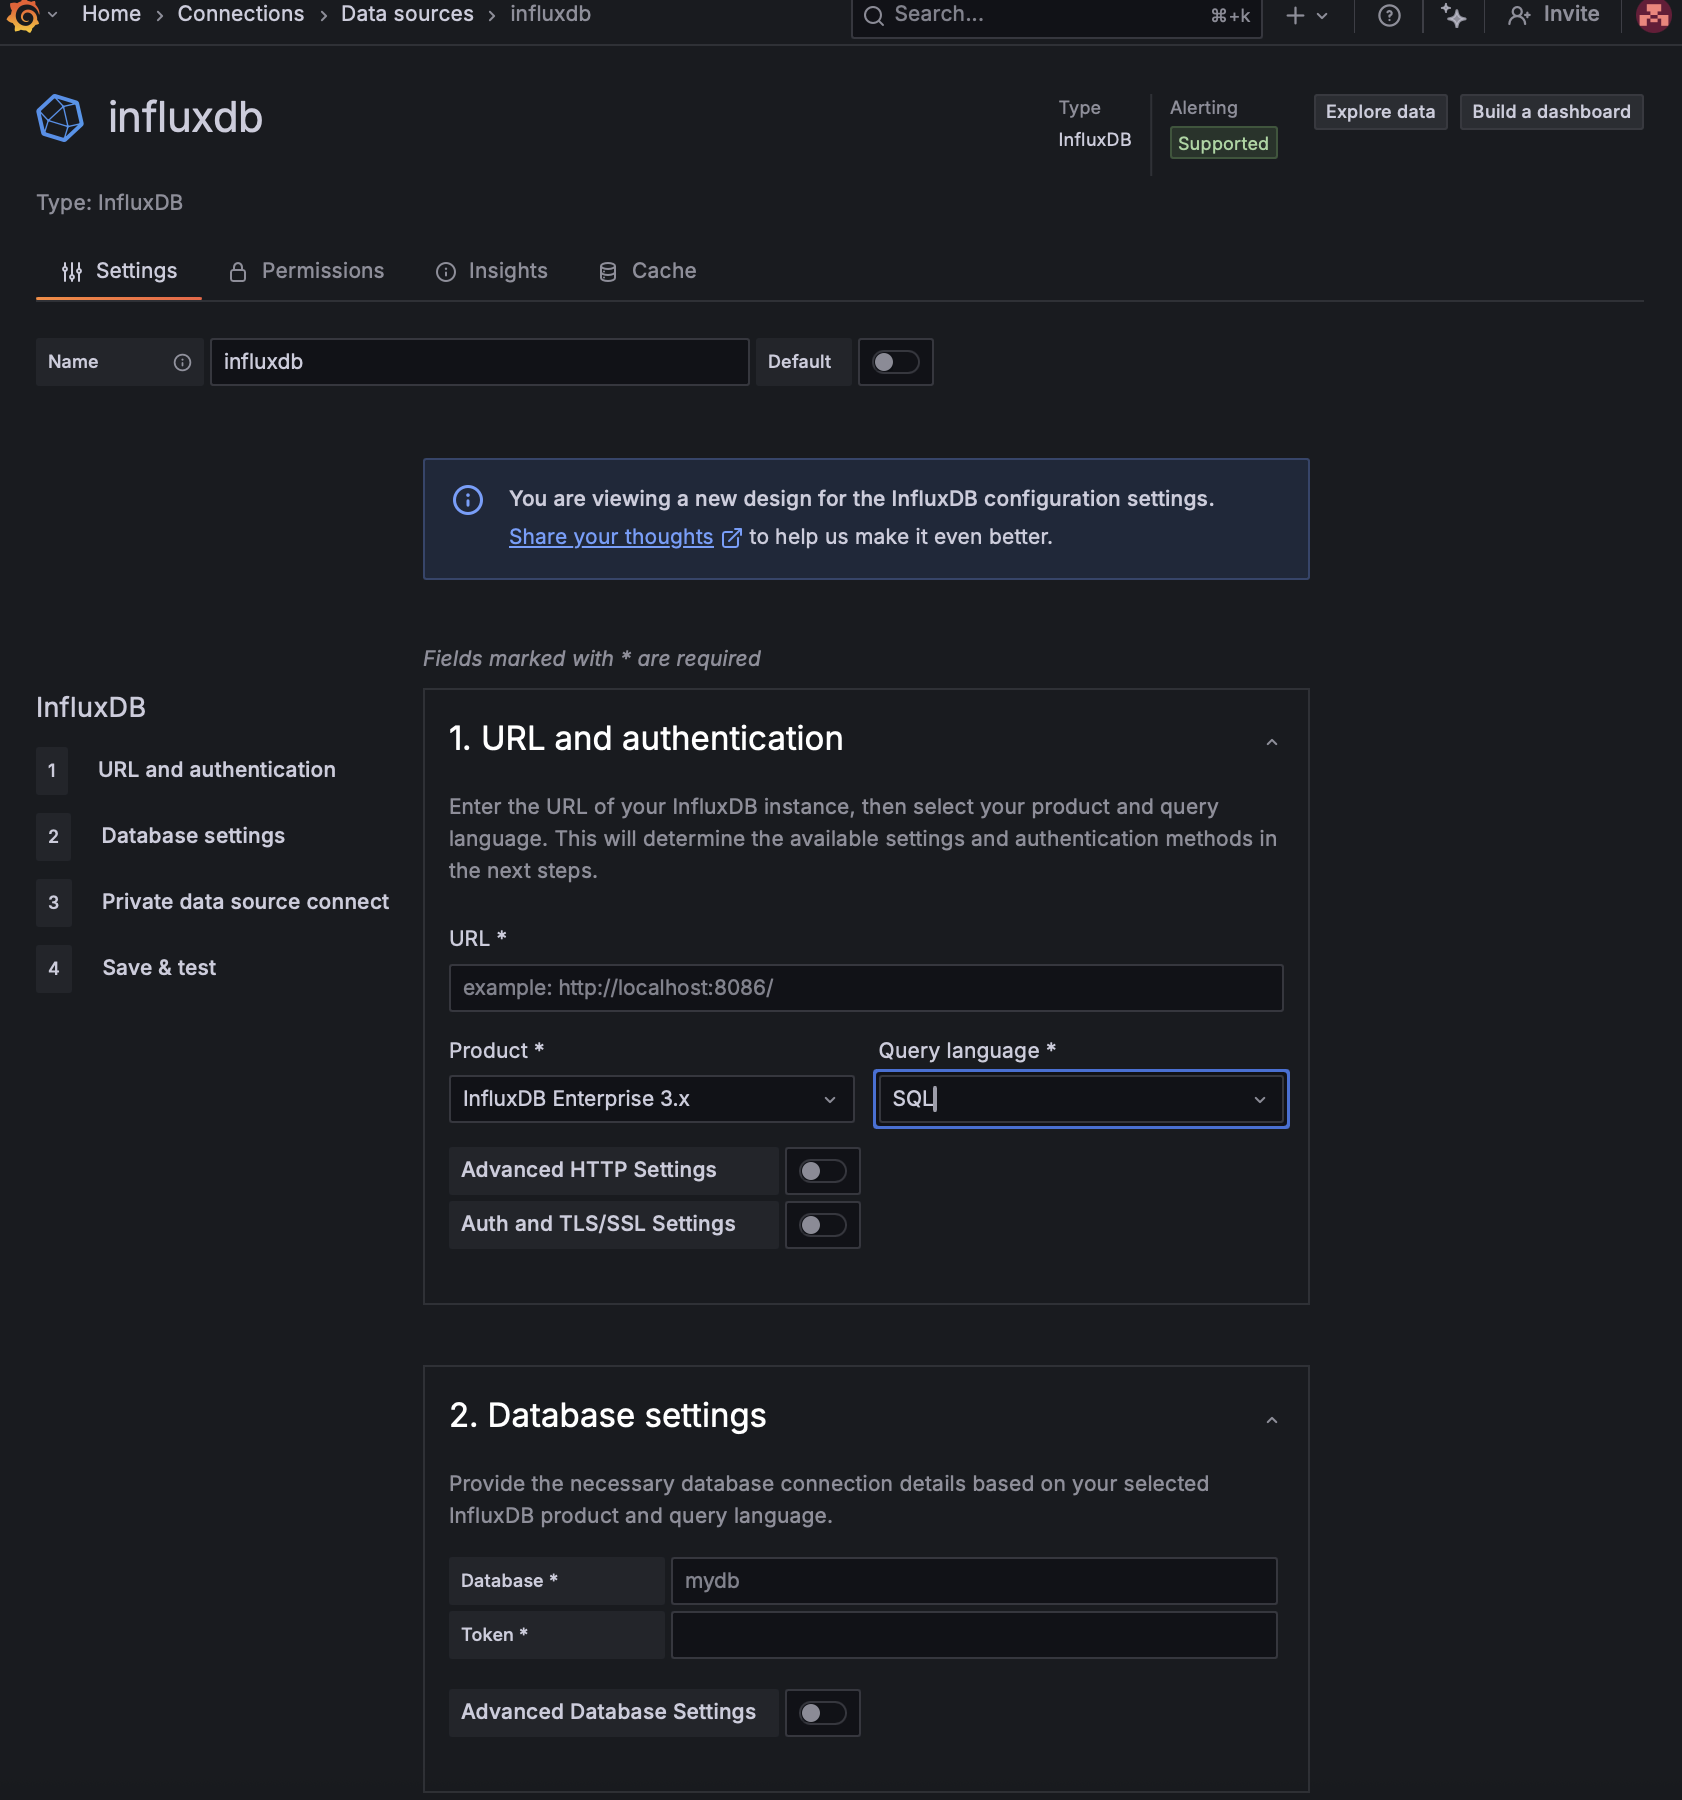 Home › Connections › Data sources › influxdb
Search... ⌘+k
Invite
influxdb
Type
InfluxDB
Alerting
Supported
Explore data
Build a dashboard
Type: InfluxDB
Settings
Permissions
Insights
Cache
Name
influxdb
Default
You are viewing a new design for the InfluxDB configuration settings.
Share your thoughts to help us make it even better.
Fields marked with * are required
InfluxDB
1 URL and authentication
2 Database settings
3 Private data source connect
4 Save & test
1. URL and authentication
Enter the URL of your InfluxDB instance, then select your product and query
language. This will determine the available settings and authentication methods in
the next steps.
URL *
example: http://localhost:8086/
Product *
InfluxDB Enterprise 3.x
Query language *
SQL
Advanced HTTP Settings
Auth and TLS/SSL Settings
2. Database settings
Provide the necessary database connection details based on your selected
InfluxDB product and query language.
Database *
mydb
Token *
Advanced Database Settings